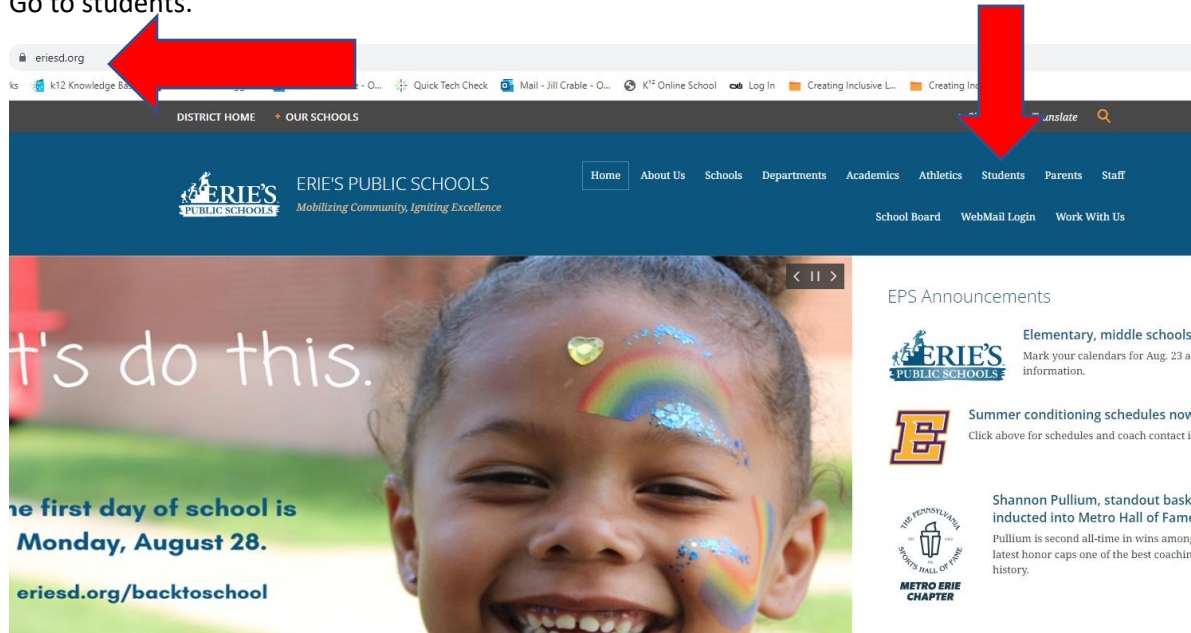 Go to students.
eriesd.org
k12 Knowledge Ba
e - O...
Quick Tech Check
Mail - Jill Crable - O...
K¹² Online School
Log In
Creating Inclusive L...
Creating In
DISTRICT HOME + OUR SCHOOLS
Translate
ERIE'S
PUBLIC SCHOOLS
ERIE'S PUBLIC SCHOOLS
Mobilizing Community, Igniting Excellence
Home About Us Schools Departments Academics Athletics Students Parents Staff
School Board WebMail Login Work With Us
t's do this.
he first day of school is
Monday, August 28.
eriesd.org/backtoschool
EPS Announcements
ERIE'S
PUBLIC SCHOOLS
Elementary, middle schools
Mark your calendars for Aug. 23 a
information.
E
Summer conditioning schedules now
Click above for schedules and coach contact i
THE PENNSYLVANIA
SPORTS HALL OF FAME
METRO ERIE
CHAPTER
Shannon Pullium, standout bask
inducted into Metro Hall of Fame
Pullium is second all-time in wins among
latest honor caps one of the best coachin
history.